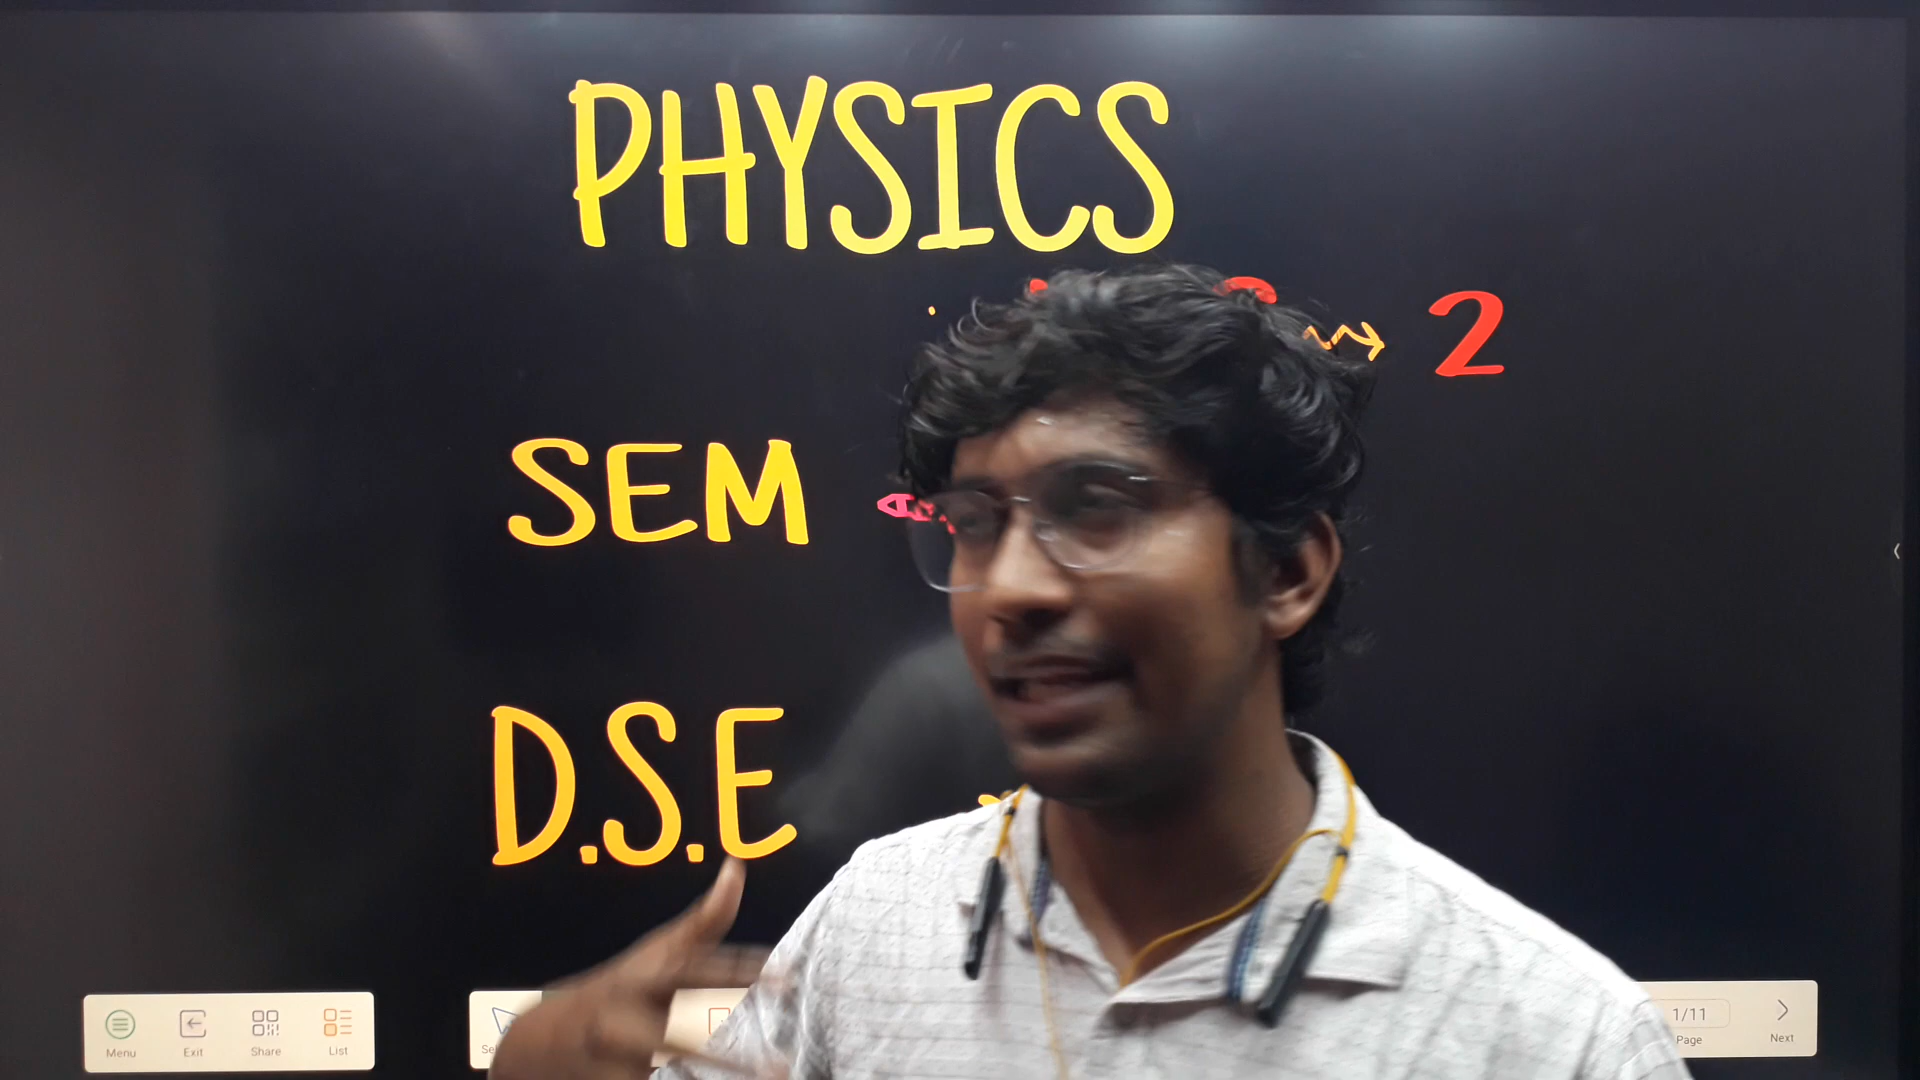 PHYSICS
2
SEM
D.S.E
Menu
Exit
Share
List
1/11
Page
Next